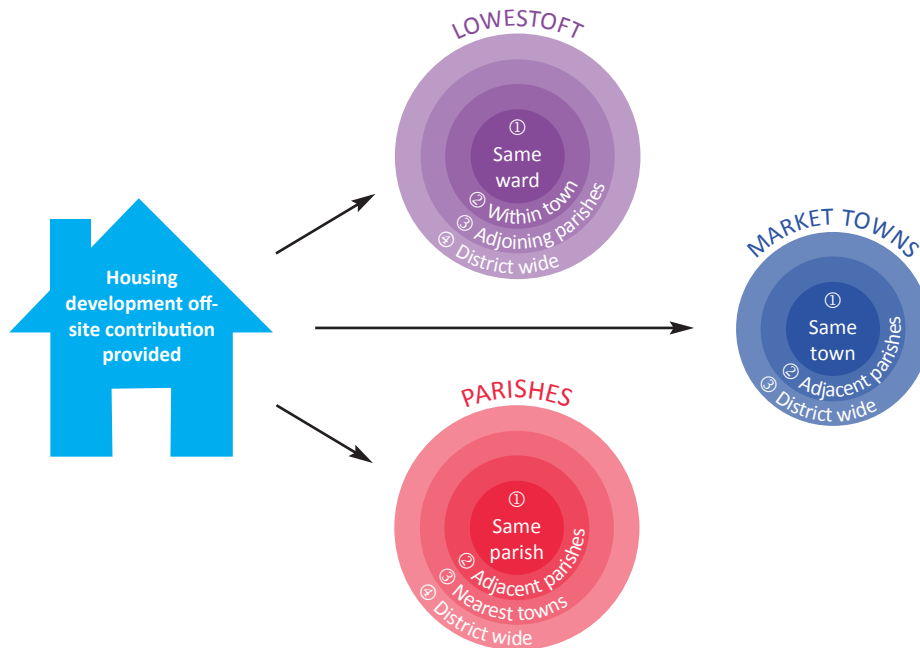 LOWESTOFT
①
Same
ward
② Within town
③ Adjoining parishes
④ District wide
Housing
development off-
site contribution
provided
MARKET TOWNS
①
Same
town
② Adjacent parishes
③ District wide
PARISHES
①
Same
parish
② Adjacent parishes
③ Nearest towns
④ District wide